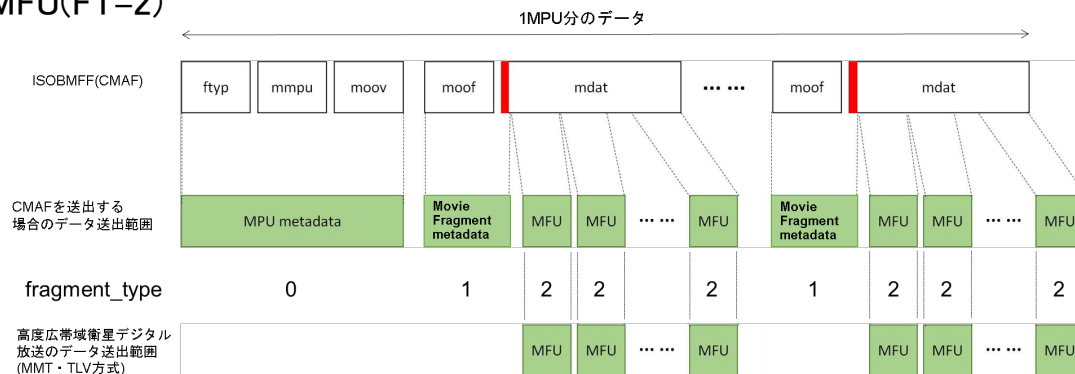 MFU(FT=2)
1MPU分のデータ
ISOBMFF(CMAF)
ftyp mmpu moov moof mdat ••• ••• moof mdat
CMAFを送出する
場合のデータ送出範囲
MPU metadata
Movie
Fragment
metadata
MFU MFU ••• ••• MFU
Movie
Fragment
metadata
MFU MFU ••• ••• MFU
fragment_type 0 1 2 2 2 1 2 2 2
高度広帯域衛星デジタル
放送のデータ送出範囲
(MMT・TLV方式)
MFU MFU ••• ••• MFU MFU MFU ••• ••• MFU